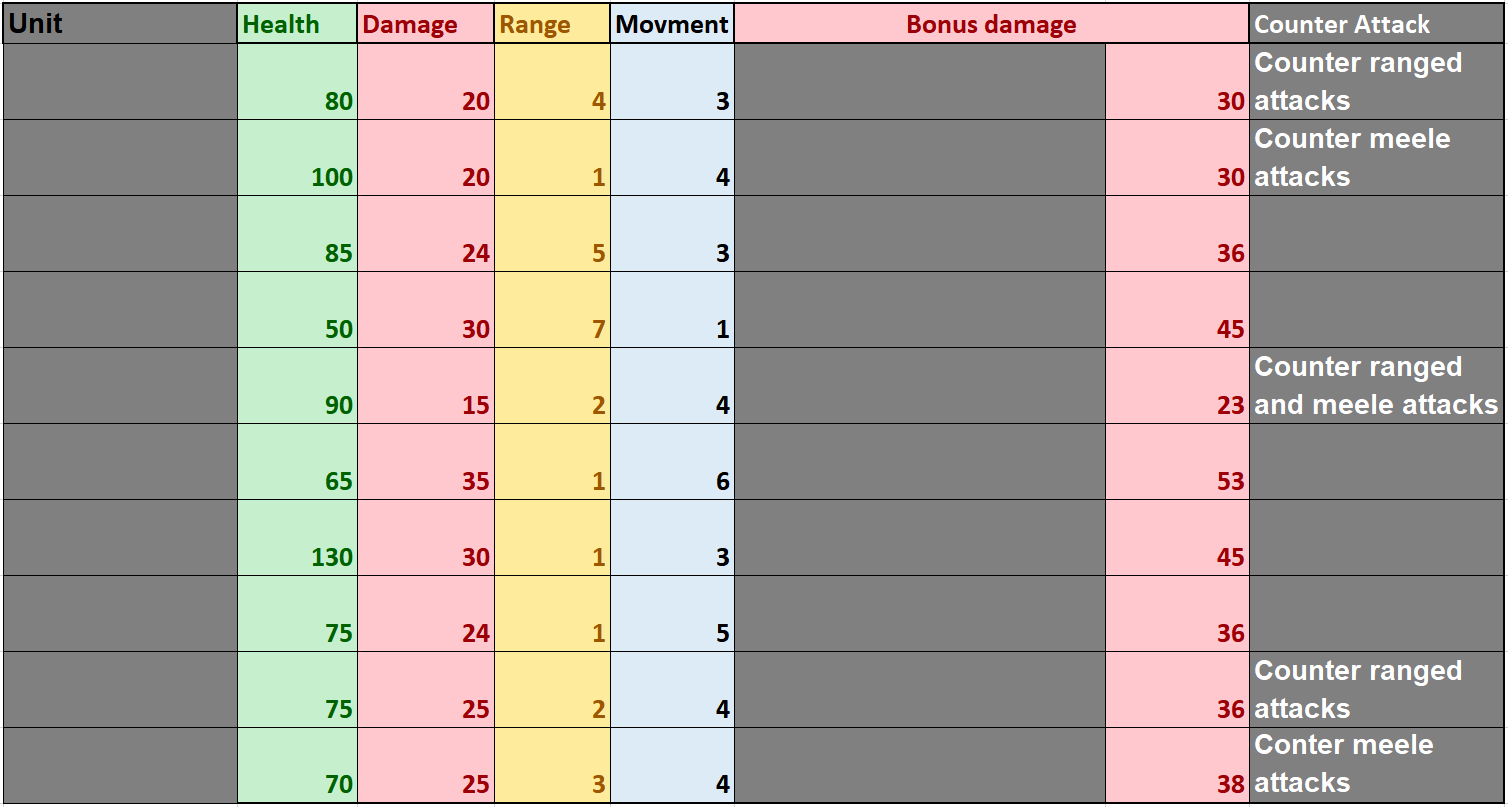 Unit Health Damage Range Movment Bonus damage Counter Attack
80 20 4 3 30 Counter ranged
attacks
100 20 1 4 30 Counter meele
attacks
85 24 5 3 36
50 30 7 1 45
90 15 2 4 23 Counter ranged
and meele attacks
65 35 1 6 53
130 30 1 3 45
75 24 1 5 36
75 25 2 4 36 Counter ranged
attacks
70 25 3 4 38 Conter meele
attacks